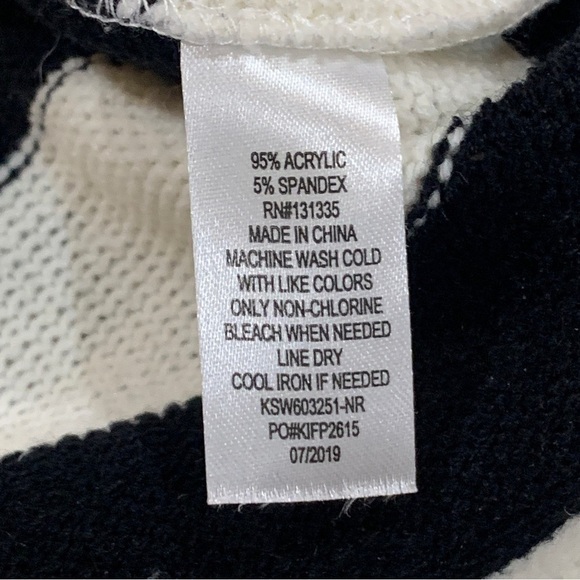 95% ACRYLIC
5% SPANDEX
RN#131335
MADE IN CHINA
MACHINE WASH COLD
WITH LIKE COLORS
ONLY NON-CHLORINE
BLEACH WHEN NEEDED
LINE DRY
COOL IRON IF NEEDED
KSW603251-NR
PO#KIFP2615
07/2019